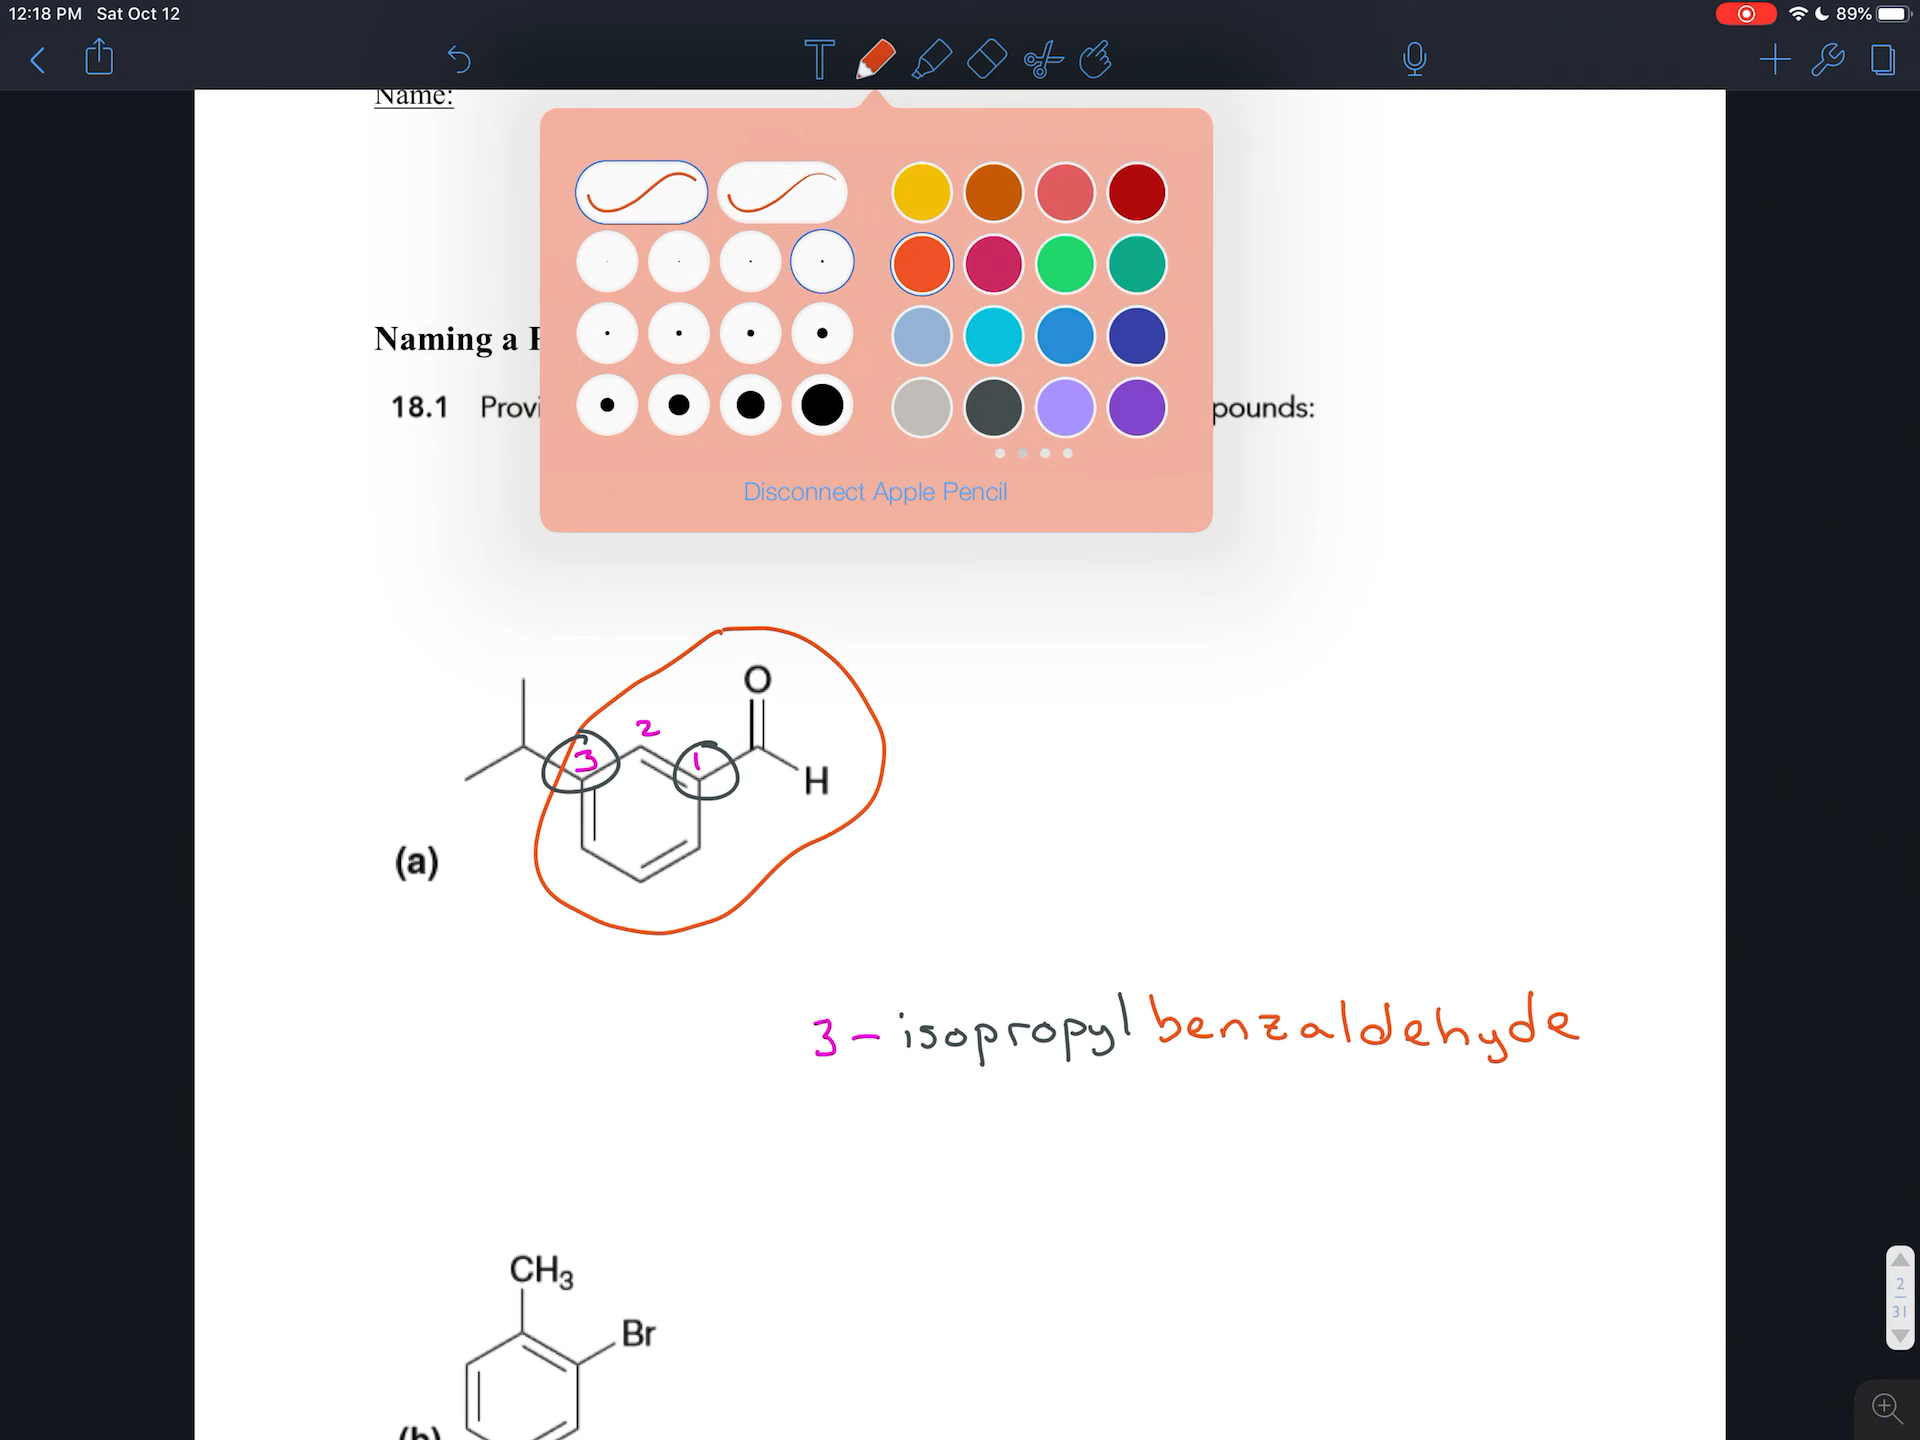 12:18 PM Sat Oct 12
89%
T
Name:
Naming a
18.1 Provi pounds:
Disconnect Apple Pencil
O
2
3
1
H
(a)
3-isopropyl benzaldehyde
CH3
Br
2
31
(b)